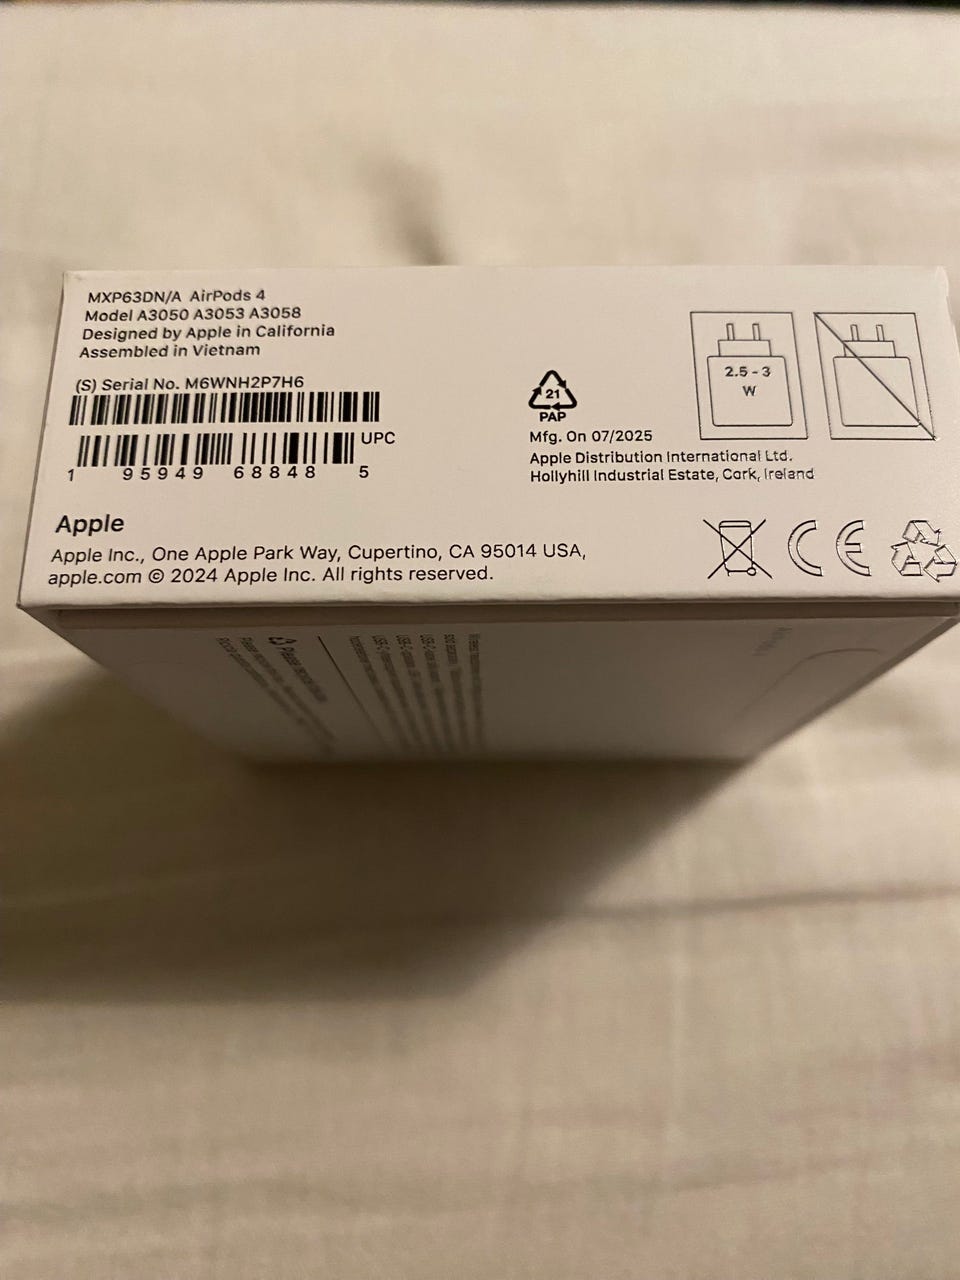 MXP63DN/A AirPods 4
Model A3050 A3053 A3058
Designed by Apple in California
Assembled in Vietnam
(S) Serial No. M6WNH2P7H6
UPC
1 95949 68848 5
21
PAP
Mfg. On 07/2025
Apple Distribution International Ltd.
Hollyhill Industrial Estate, Cork, Ireland
2.5 - 3
W
CE
Apple
Apple Inc., One Apple Park Way, Cupertino, CA 95014 USA,
apple.com © 2024 Apple Inc. All rights reserved.